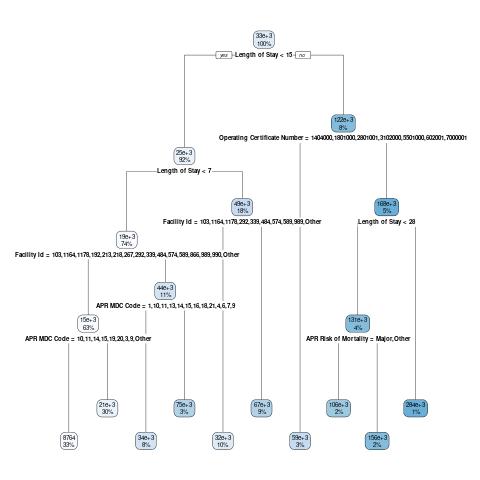 33e+3
100%
yes Length of Stay < 15 no
122e+3
8%
Operating Certificate Number = 1404000,1801000,2801001,3102000,5501000,602001,7000001
25e+3
92%
Length of Stay < 7
49e+3
18%
168e+3
5%
Facility Id = 103,1164,1178,292,339,484,574,589,989,Other
Length of Stay < 28
19e+3
74%
Facility Id = 103,1164,1178,192,213,218,267,292,339,484,574,589,866,989,990,Other
44e+3
11%
APR MDC Code = 1,10,11,13,14,15,16,18,21,4,6,7,9
15e+3
63%
131e+3
4%
APR MDC Code = 10,11,14,15,19,20,3,9,Other
APR Risk of Mortality = Major,Other
21e+3
30%
75e+3
3%
67e+3
9%
106e+3
2%
284e+3
1%
8764
33%
34e+3
8%
32e+3
10%
59e+3
3%
156e+3
2%